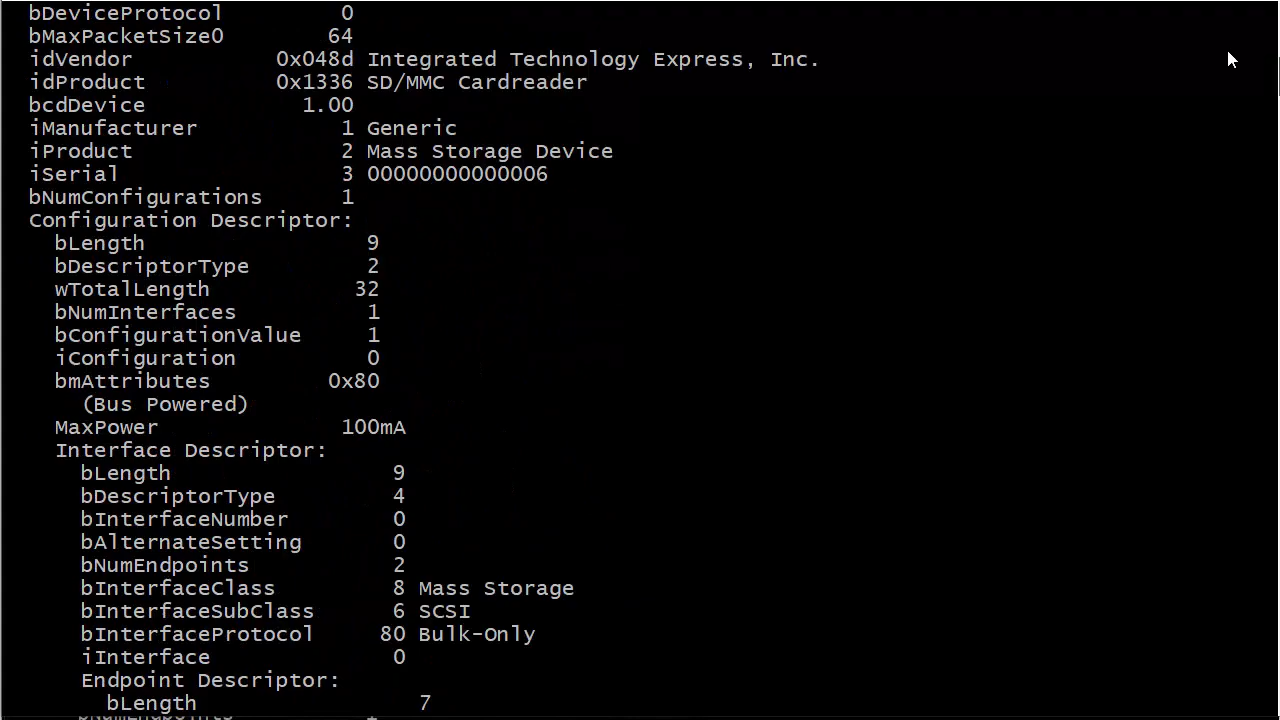 bDeviceProtocol         0
bMaxPacketSize0        64
idVendor           0x048d Integrated Technology Express, Inc.
idProduct          0x1336 SD/MMC Cardreader
bcdDevice            1.00
iManufacturer           1 Generic
iProduct                2 Mass Storage Device
iSerial                 3 00000000000006
bNumConfigurations      1
Configuration Descriptor:
  bLength                 9
  bDescriptorType         2
  wTotalLength           32
  bNumInterfaces          1
  bConfigurationValue     1
  iConfiguration          0
  bmAttributes         0x80
    (Bus Powered)
  MaxPower              100mA
  Interface Descriptor:
    bLength                 9
    bDescriptorType         4
    bInterfaceNumber        0
    bAlternateSetting       0
    bNumEndpoints           2
    bInterfaceClass         8 Mass Storage
    bInterfaceSubClass      6 SCSI
    bInterfaceProtocol     80 Bulk-Only
    iInterface              0
    Endpoint Descriptor:
      bLength                 7